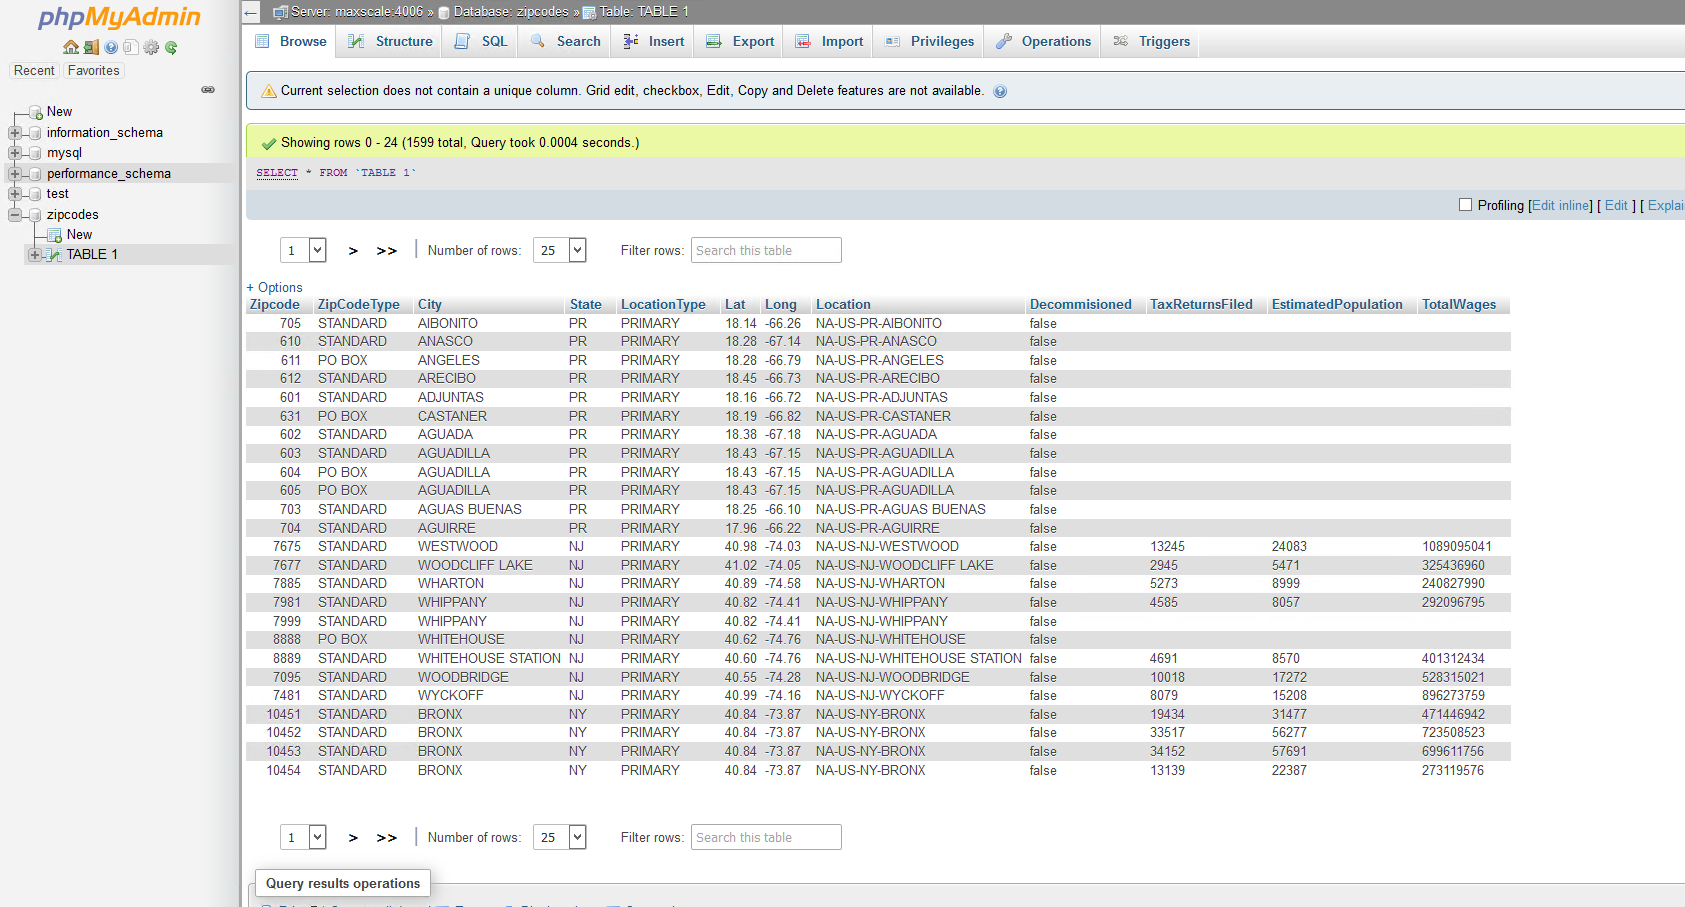 phpMyAdmin
Recent Favorites
New
information_schema
mysql
performance_schema
test
zipcodes
New
TABLE 1
Server: maxscale:4006 » Database: zipcodes » Table: TABLE 1
Browse Structure SQL Search Insert Export Import Privileges Operations Triggers
Current selection does not contain a unique column. Grid edit, checkbox, Edit, Copy and Delete features are not available.
Showing rows 0 - 24 (1599 total, Query took 0.0004 seconds.)
SELECT * FROM `TABLE 1`
Profiling [Edit inline] [ Edit ] [ Explai
1 > >> Number of rows: 25 Filter rows: Search this table
+ Options
Zipcode ZipCodeType City State LocationType Lat Long Location Decommisioned TaxReturnsFiled EstimatedPopulation TotalWages
705 STANDARD AIBONITO PR PRIMARY 18.14 -66.26 NA-US-PR-AIBONITO false
610 STANDARD ANASCO PR PRIMARY 18.28 -67.14 NA-US-PR-ANASCO false
611 PO BOX ANGELES PR PRIMARY 18.28 -66.79 NA-US-PR-ANGELES false
612 STANDARD ARECIBO PR PRIMARY 18.45 -66.73 NA-US-PR-ARECIBO false
601 STANDARD ADJUNTAS PR PRIMARY 18.16 -66.72 NA-US-PR-ADJUNTAS false
631 PO BOX CASTANER PR PRIMARY 18.19 -66.82 NA-US-PR-CASTANER false
602 STANDARD AGUADA PR PRIMARY 18.38 -67.18 NA-US-PR-AGUADA false
603 STANDARD AGUADILLA PR PRIMARY 18.43 -67.15 NA-US-PR-AGUADILLA false
604 PO BOX AGUADILLA PR PRIMARY 18.43 -67.15 NA-US-PR-AGUADILLA false
605 PO BOX AGUADILLA PR PRIMARY 18.43 -67.15 NA-US-PR-AGUADILLA false
703 STANDARD AGUAS BUENAS PR PRIMARY 18.25 -66.10 NA-US-PR-AGUAS BUENAS false
704 STANDARD AGUIRRE PR PRIMARY 17.96 -66.22 NA-US-PR-AGUIRRE false
7675 STANDARD WESTWOOD NJ PRIMARY 40.98 -74.03 NA-US-NJ-WESTWOOD false 13245 24083 1089095041
7677 STANDARD WOODCLIFF LAKE NJ PRIMARY 41.02 -74.05 NA-US-NJ-WOODCLIFF LAKE false 2945 5471 325436960
7885 STANDARD WHARTON NJ PRIMARY 40.89 -74.58 NA-US-NJ-WHARTON false 5273 8999 240827990
7981 STANDARD WHIPPANY NJ PRIMARY 40.82 -74.41 NA-US-NJ-WHIPPANY false 4585 8057 292096795
7999 STANDARD WHIPPANY NJ PRIMARY 40.82 -74.41 NA-US-NJ-WHIPPANY false
8888 PO BOX WHITEHOUSE NJ PRIMARY 40.62 -74.76 NA-US-NJ-WHITEHOUSE false
8889 STANDARD WHITEHOUSE STATION NJ PRIMARY 40.60 -74.76 NA-US-NJ-WHITEHOUSE STATION false 4691 8570 401312434
7095 STANDARD WOODBRIDGE NJ PRIMARY 40.55 -74.28 NA-US-NJ-WOODBRIDGE false 10018 17272 528315021
7481 STANDARD WYCKOFF NJ PRIMARY 40.99 -74.16 NA-US-NJ-WYCKOFF false 8079 15208 896273759
10451 STANDARD BRONX NY PRIMARY 40.84 -73.87 NA-US-NY-BRONX false 19434 31477 471446942
10452 STANDARD BRONX NY PRIMARY 40.84 -73.87 NA-US-NY-BRONX false 33517 56277 723508523
10453 STANDARD BRONX NY PRIMARY 40.84 -73.87 NA-US-NY-BRONX false 34152 57691 699611756
10454 STANDARD BRONX NY PRIMARY 40.84 -73.87 NA-US-NY-BRONX false 13139 22387 273119576
1 > >> Number of rows: 25 Filter rows: Search this table
Query results operations